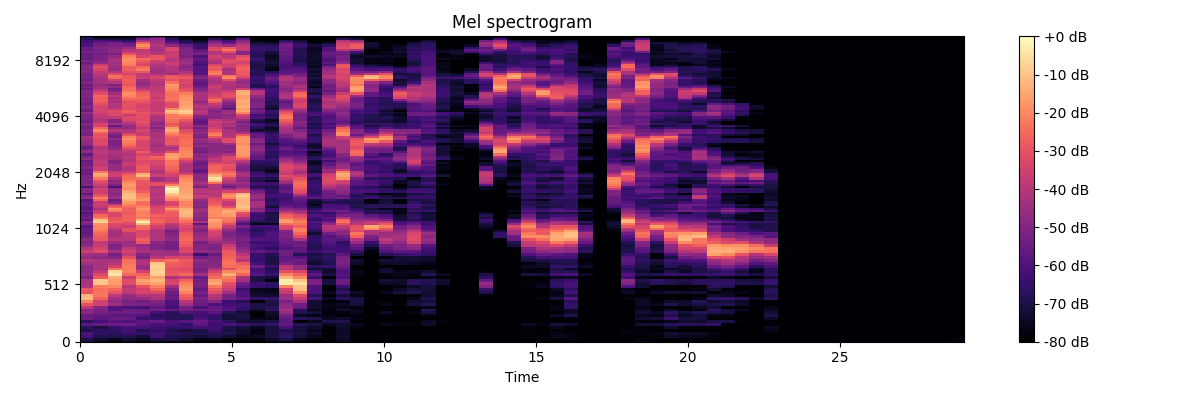 Mel spectrogram
8192
4096
2048
1024
512
0
Hz
0 5 10 15 20 25
Time
+0 dB
-10 dB
-20 dB
-30 dB
-40 dB
-50 dB
-60 dB
-70 dB
-80 dB